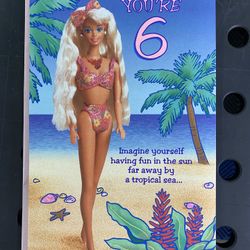 YOU'RE
6
Imagine yourself
having fun in the sun
far away by
a tropical sea...